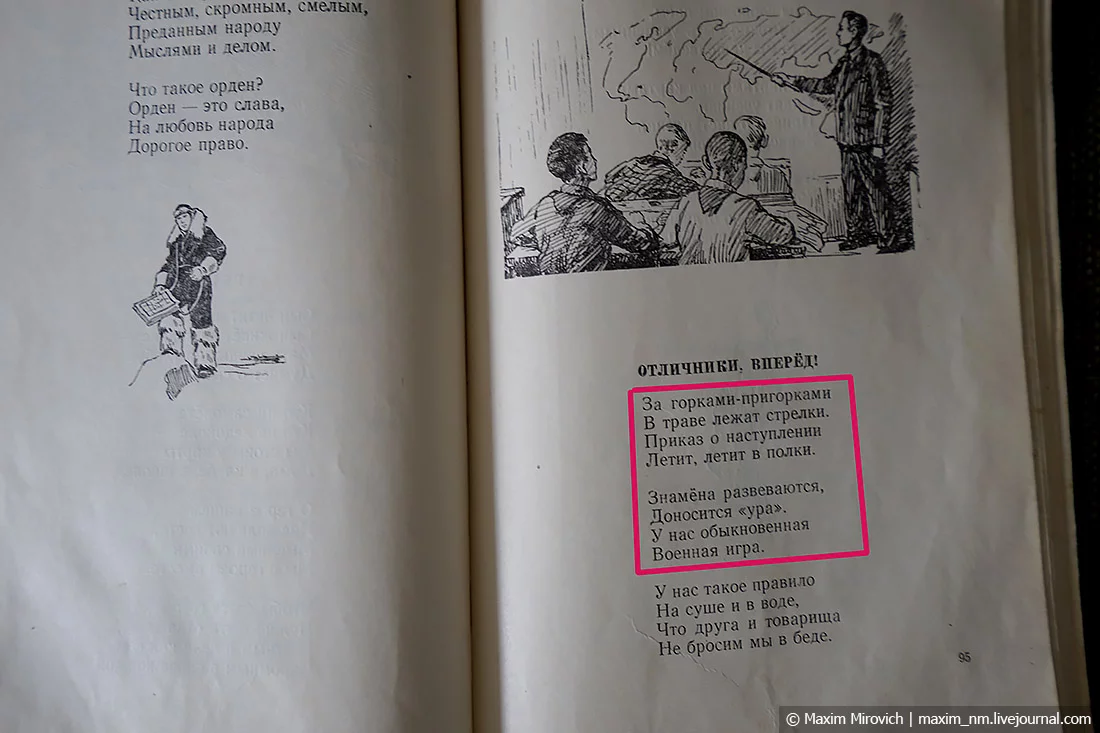 Честным, скромным, смелым,
Преданным народу
Мыслями и делом.
Что такое орден?
Орден — это слава,
На любовь народа
Дорогое право.
ОТЛИЧНИКИ, ВПЕРЁД!
За горками-пригорками
В траве лежат стрелки.
Приказ о наступлении
Летит, летит в полки.
Знамёна развеваются,
Доносится «ура».
У нас обыкновенная
Военная игра.
У нас такое правило
На суше и в воде,
Что друга и товарища
Не бросим мы в беде.
95
© Maxim Mirovich | maxim_nm.livejournal.com